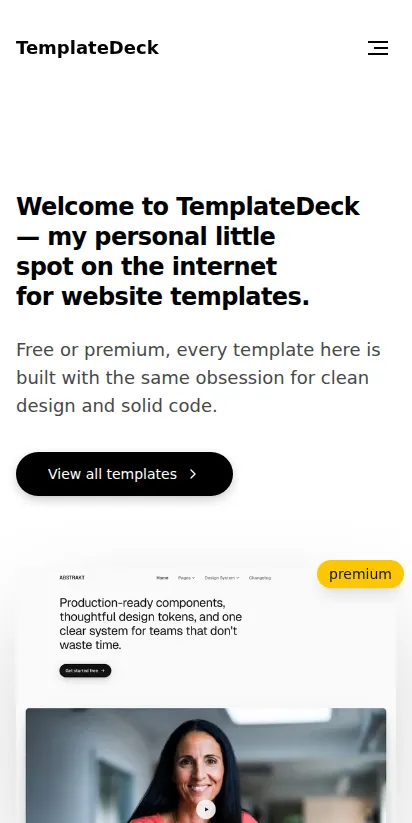 TemplateDeck
Welcome to TemplateDeck
— my personal little
spot on the internet
for website templates.
Free or premium, every template here is
built with the same obsession for clean
design and solid code.
View all templates
premium
ABSTRAKT
Home Pages Design System Changelog
Production-ready components,
thoughtful design tokens, and one
clear system for teams that don't
waste time.
Get started free